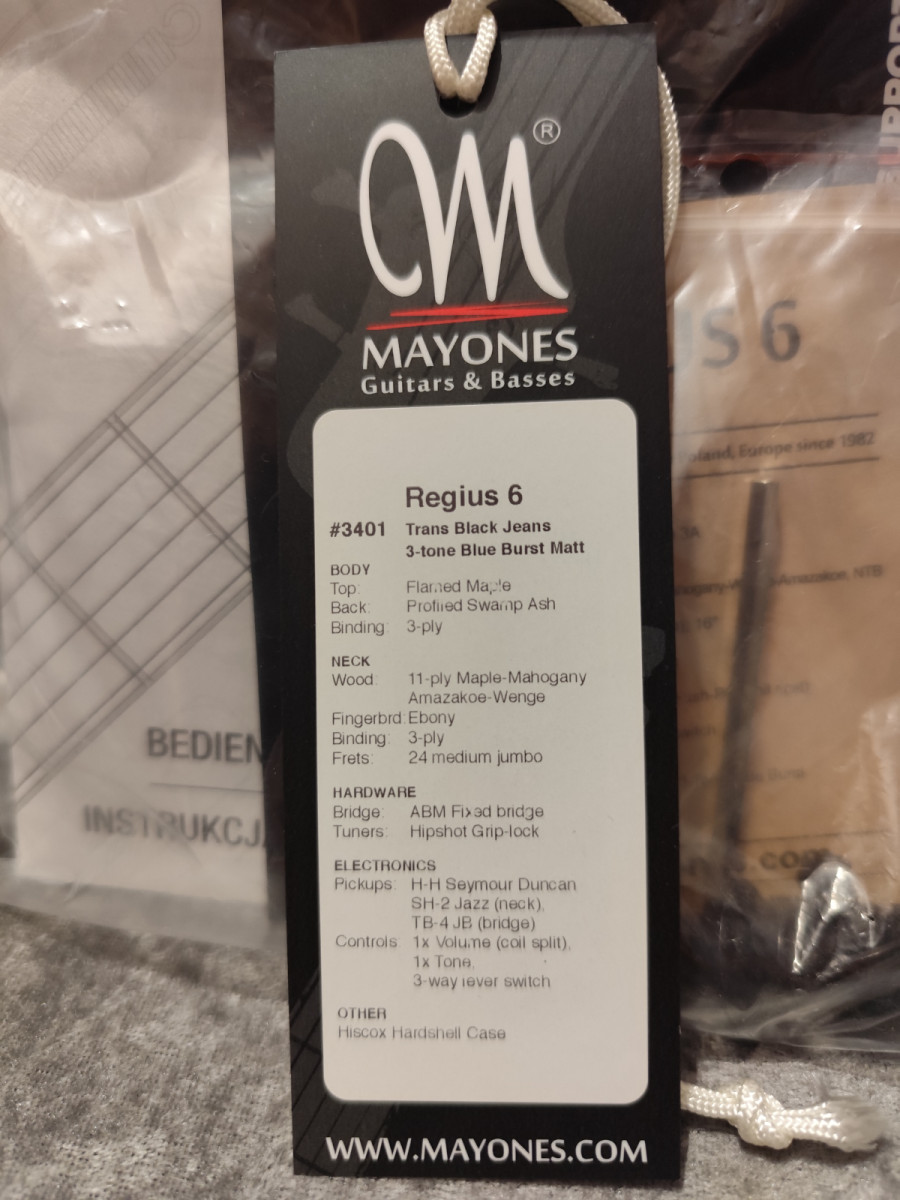 ®
MAYONES
Guitars & Basses
Regius 6
#3401 Trans Black Jeans
3-tone Blue Burst Matt
BODY
Top: Flamed Maple
Back: Profiled Swamp Ash
Binding: 3-ply
NECK
Wood: 11-ply Maple-Mahogany
Amazakoe-Wenge
Fingerbrd: Ebony
Binding: 3-ply
Frets: 24 medium jumbo
HARDWARE
Bridge: ABM Fixed bridge
Tuners: Hipshot Grip-lock
ELECTRONICS
Pickups: H-H Seymour Duncan
SH-2 Jazz (neck),
TB-4 JB (bridge)
Controls: 1x Volume (coil split),
1x Tone,
3-way lever switch
OTHER
Hiscox Hardshell Case
WWW.MAYONES.COM
BEDIEN
INSTRUKCJ
US 6
Poland, Europe since 1982